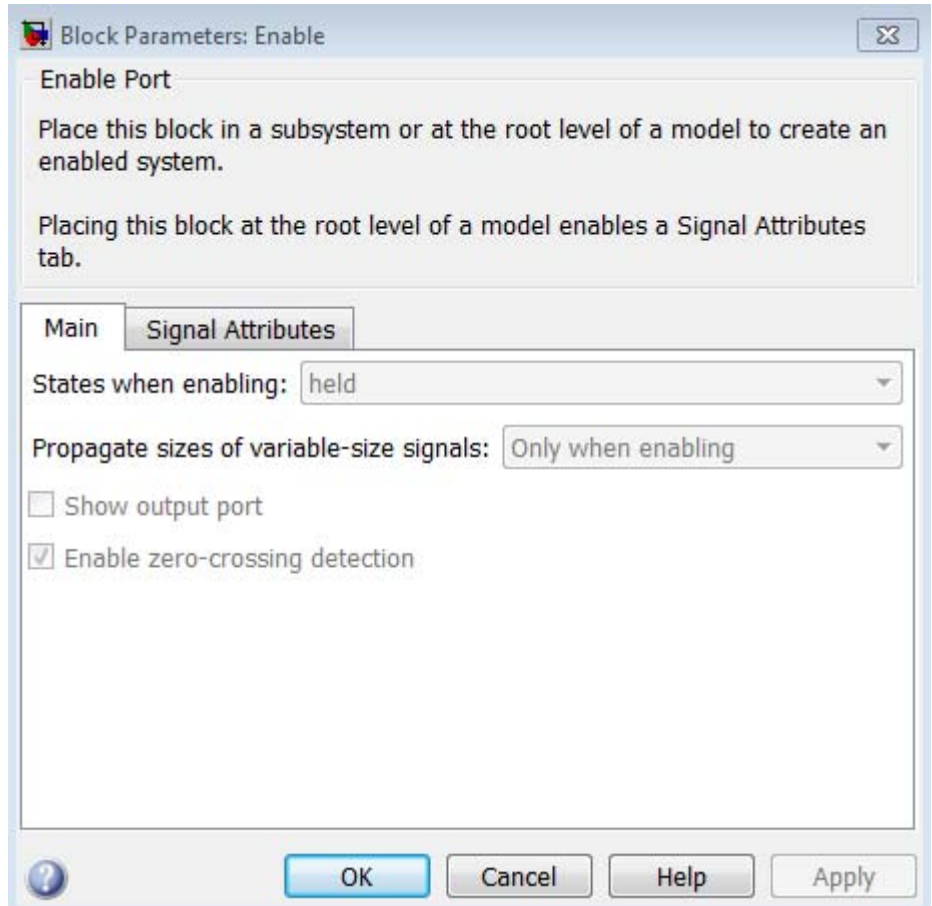 Block Parameters: Enable
Enable Port
Place this block in a subsystem or at the root level of a model to create an
enabled system.
Placing this block at the root level of a model enables a Signal Attributes
tab.
Main
Signal Attributes
States when enabling: held
Propagate sizes of variable-size signals: Only when enabling
Show output port
Enable zero-crossing detection
OK
Cancel
Help
Apply